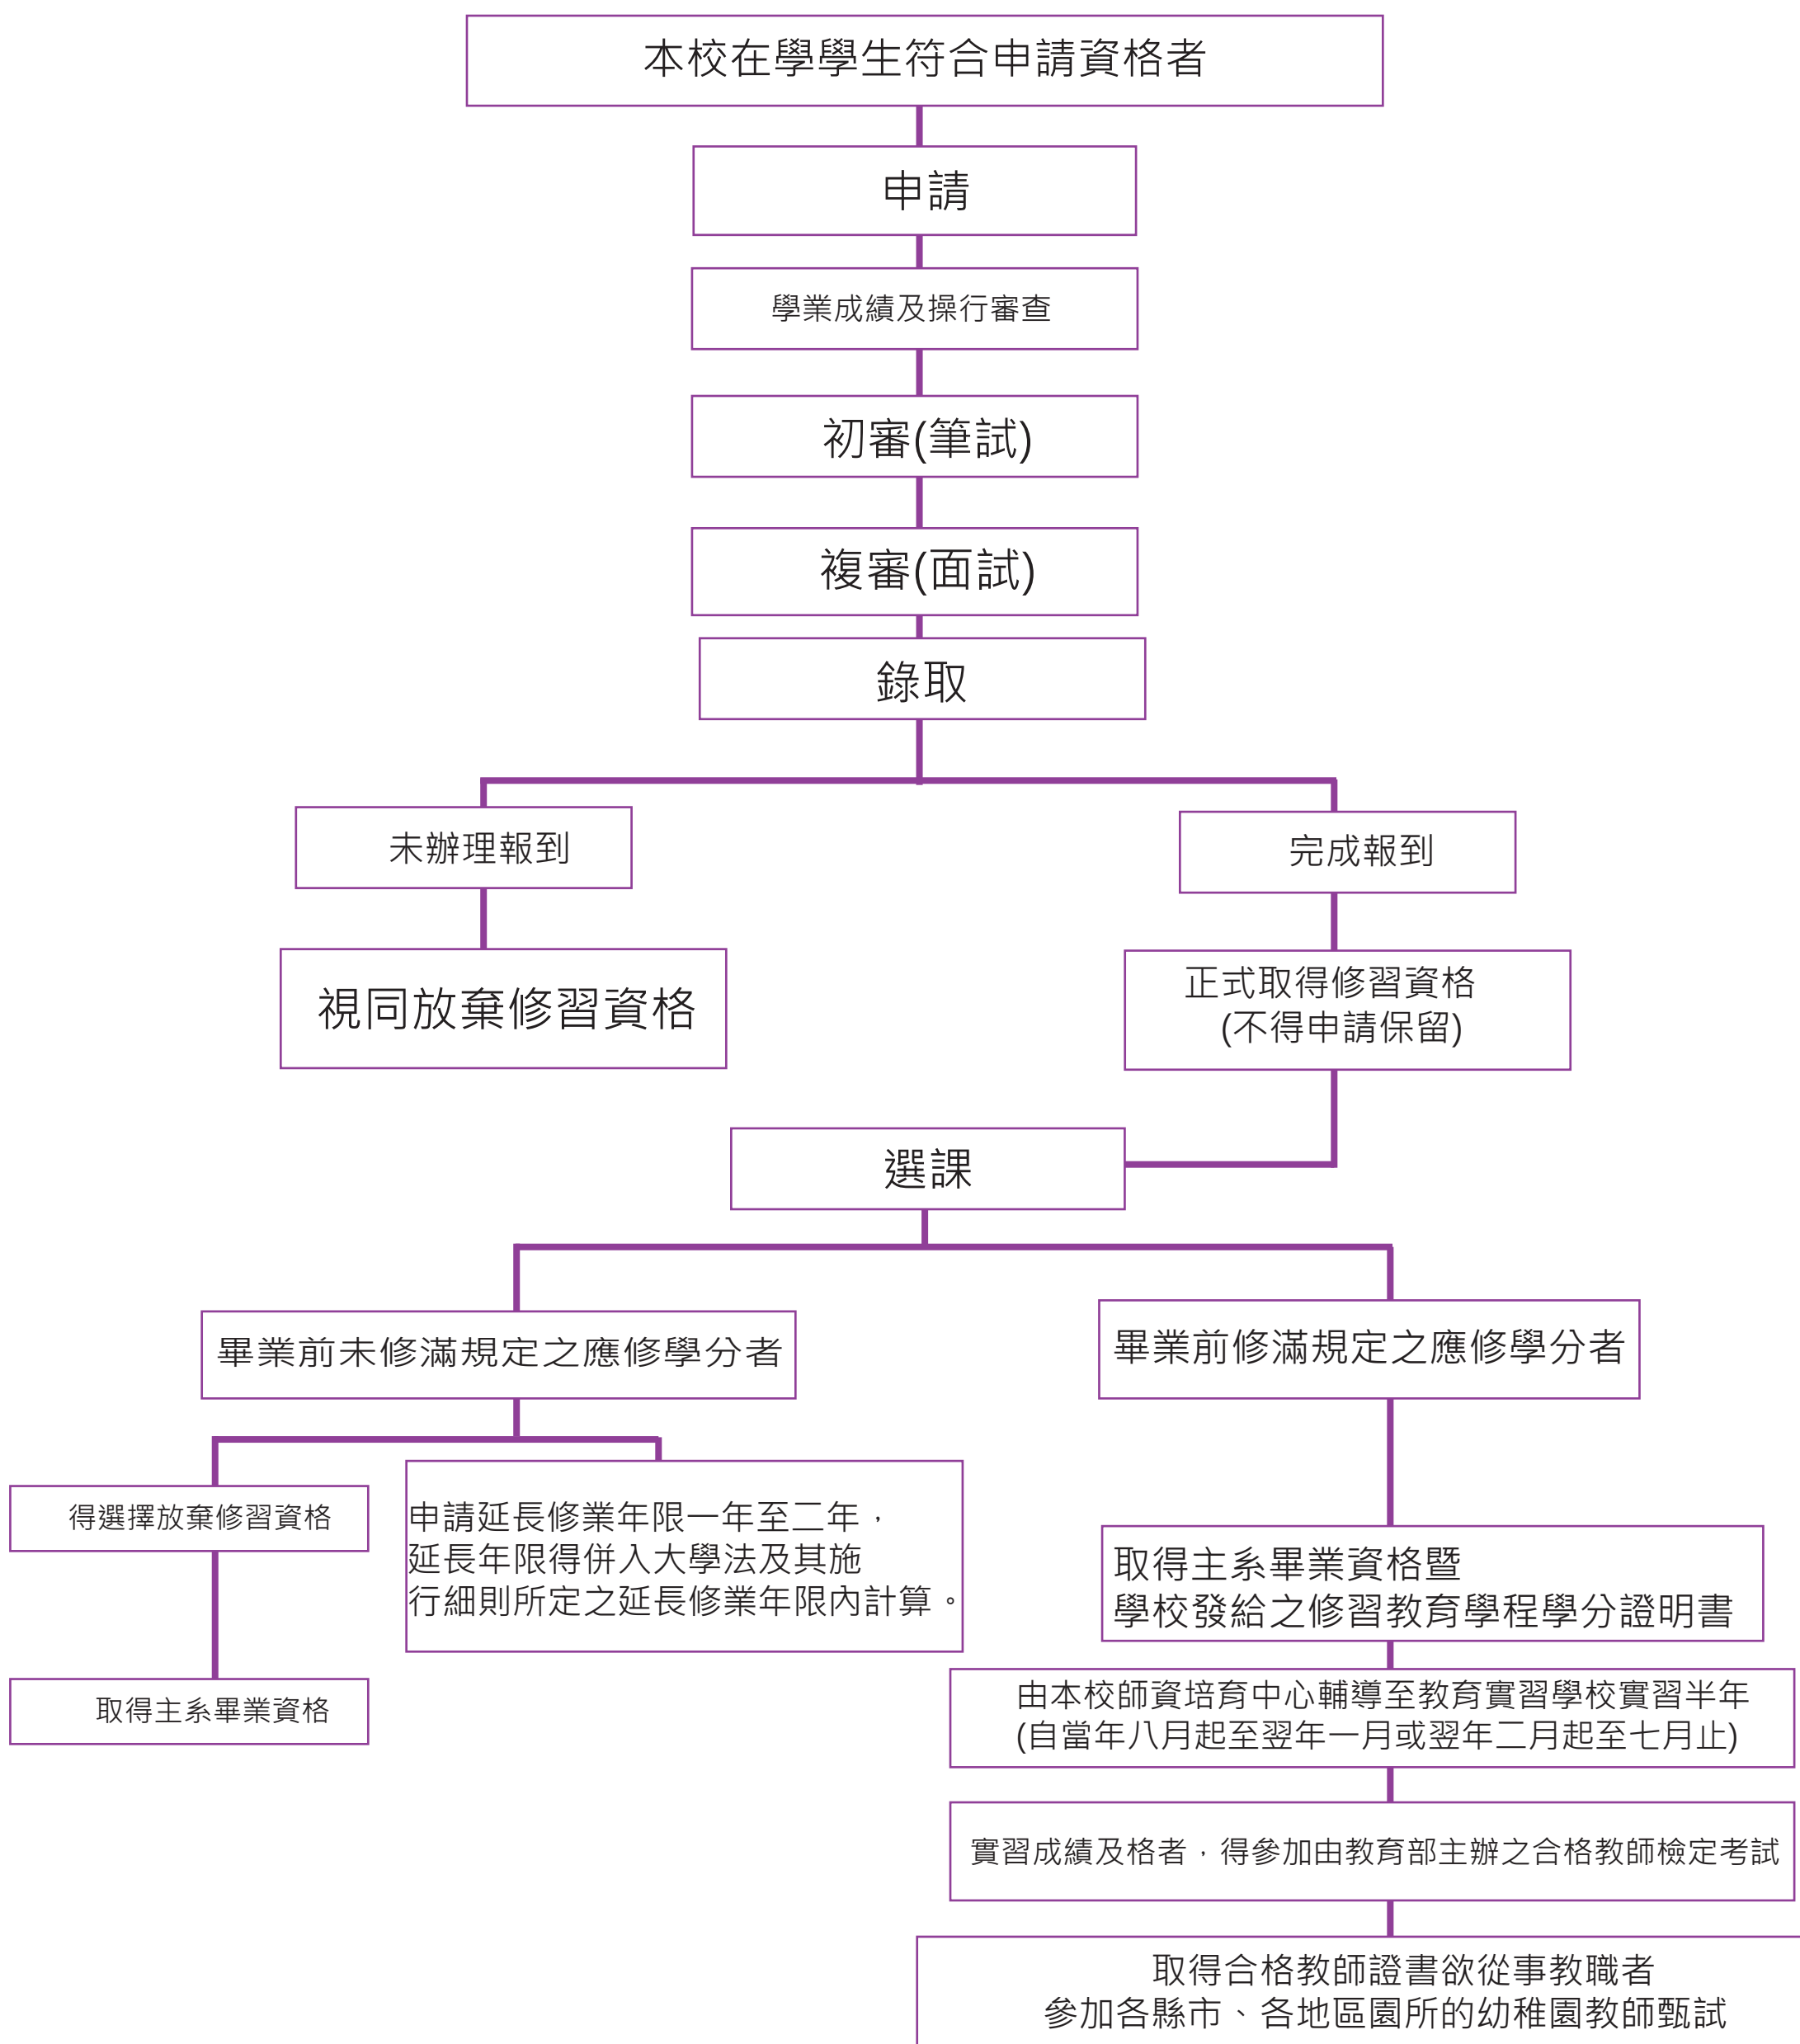 本校在學學生符合申請資格者
申請
學業成績及操行審查
初審(筆試)
複審(面試)
錄取
未辦理報到
完成報到
視同放棄修習資格
正式取得修習資格
(不得申請保留)
選課
畢業前未修滿規定之應修學分者
畢業前修滿規定之應修學分者
得選擇放棄修習資格
申請延長修業年限一年至二年，
延長年限得併入大學法及其施
行細則所定之延長修業年限內計算。
取得主系畢業資格
取得主系畢業資格暨
學校發給之修習教育學程學分證明書
由本校師資培育中心輔導至教育實習學校實習半年
(自當年八月起至翌年一月或翌年二月起至七月止)
實習成績及格者，得參加由教育部主辦之合格教師檢定考試
取得合格教師證書欲從事教職者
參加各縣市、各地區園所的幼稚園教師甄試